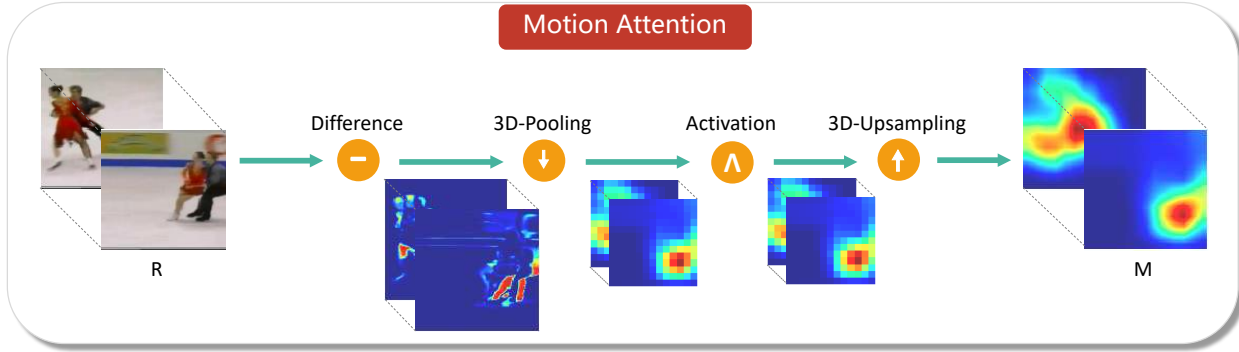 Motion Attention
Difference
3D-Pooling
Activation
3D-Upsampling
R
M